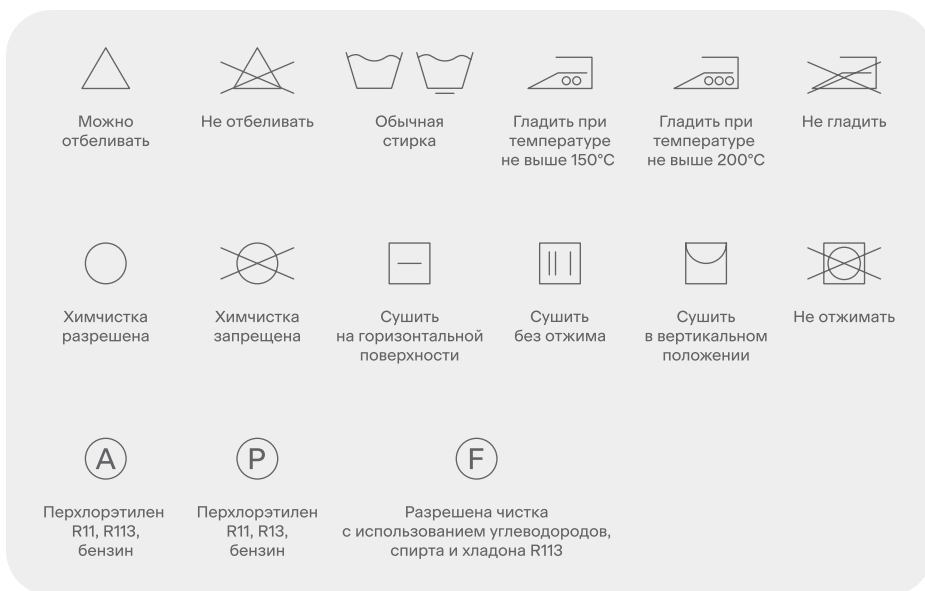 Можно
отбеливать
Не отбеливать
Обычная
стирка
Гладить при
температуре
не выше 150°C
Гладить при
температуре
не выше 200°C
Не гладить
Химчистка
разрешена
Химчистка
запрещена
Сушить
на горизонтальной
поверхности
Сушить
без отжима
Сушить
в вертикальном
положении
Не отжимать
A
Перхлорэтилен
R11, R113,
бензин
P
Перхлорэтилен
R11, R13,
бензин
F
Разрешена чистка
с использованием углеводородов,
спирта и хладона R113